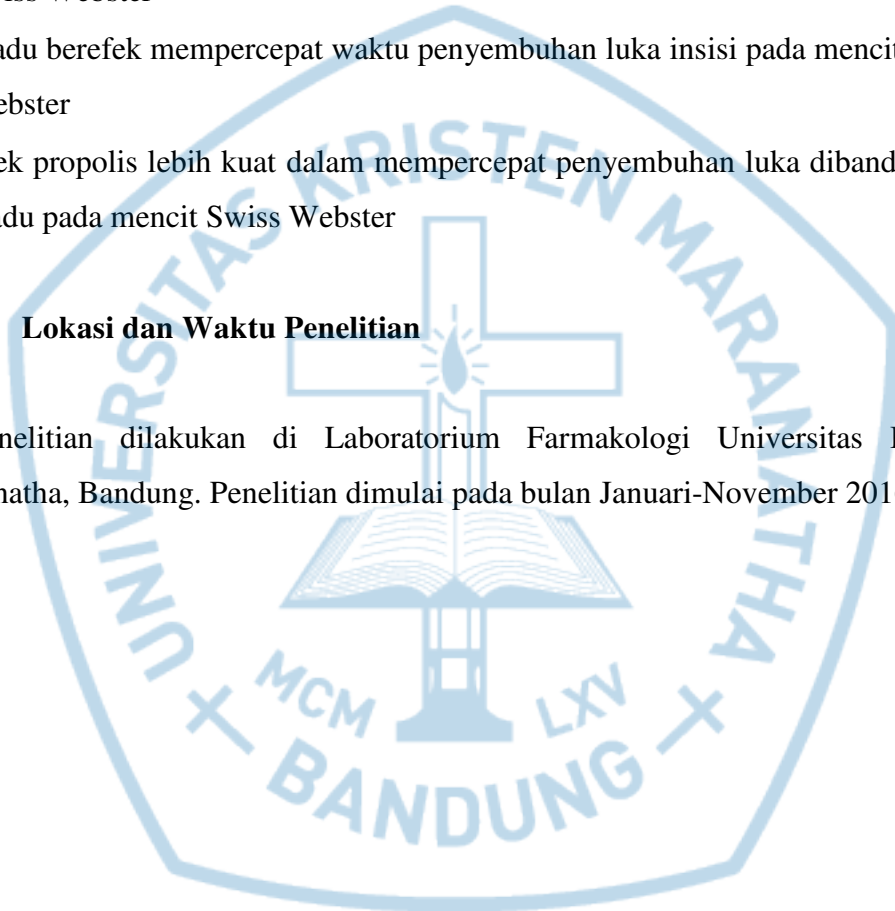 adu berefek mempercepat waktu penyembuhan luka insisi pada mencit
ebster
ek propolis lebih kuat dalam mempercepat penyembuhan luka diband
adu pada mencit Swiss Webster
Lokasi dan Waktu Penelitian
nelitian dilakukan di Laboratorium Farmakologi Universitas
natha, Bandung. Penelitian dimulai pada bulan Januari-November 201
UNIVERSITAS KRISTEN MARANATHA
MCM LXV
BANDUNG